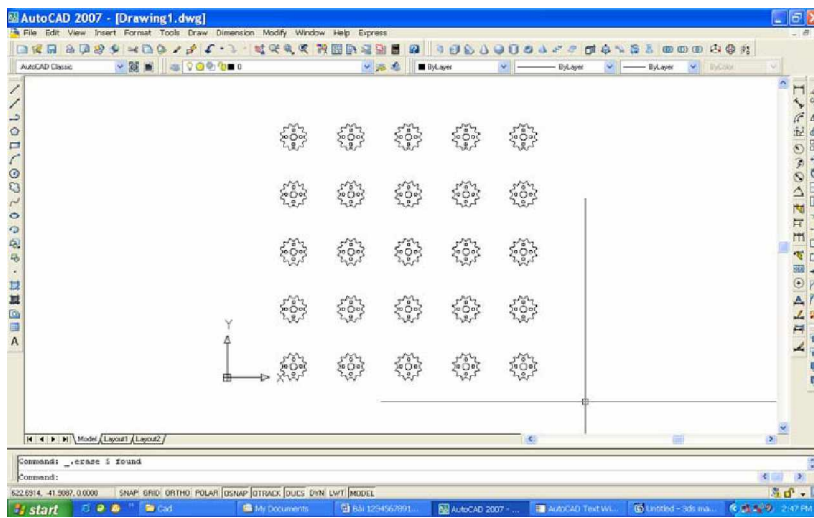 AutoCAD 2007 - [Drawing1.dwg]
File Edit View Insert Format Tools Draw Dimension Modify Window Help Express
AutoCAD Classic 0 ByLayer ByLayer ByLayer ByColor
A
Y
X
Model Layout1 Layout2
Command: _.erase 1 found
Command:
622.6914, -41.9087, 0.0000 SNAP GRID ORTHO POLAR OSNAP OTRACK DUCS DYN LWT MODEL
start Cad My Documents AutoCAD 2007 - ... AutoCAD Text Wi... Untitled - 3ds ma... 2:47 PM